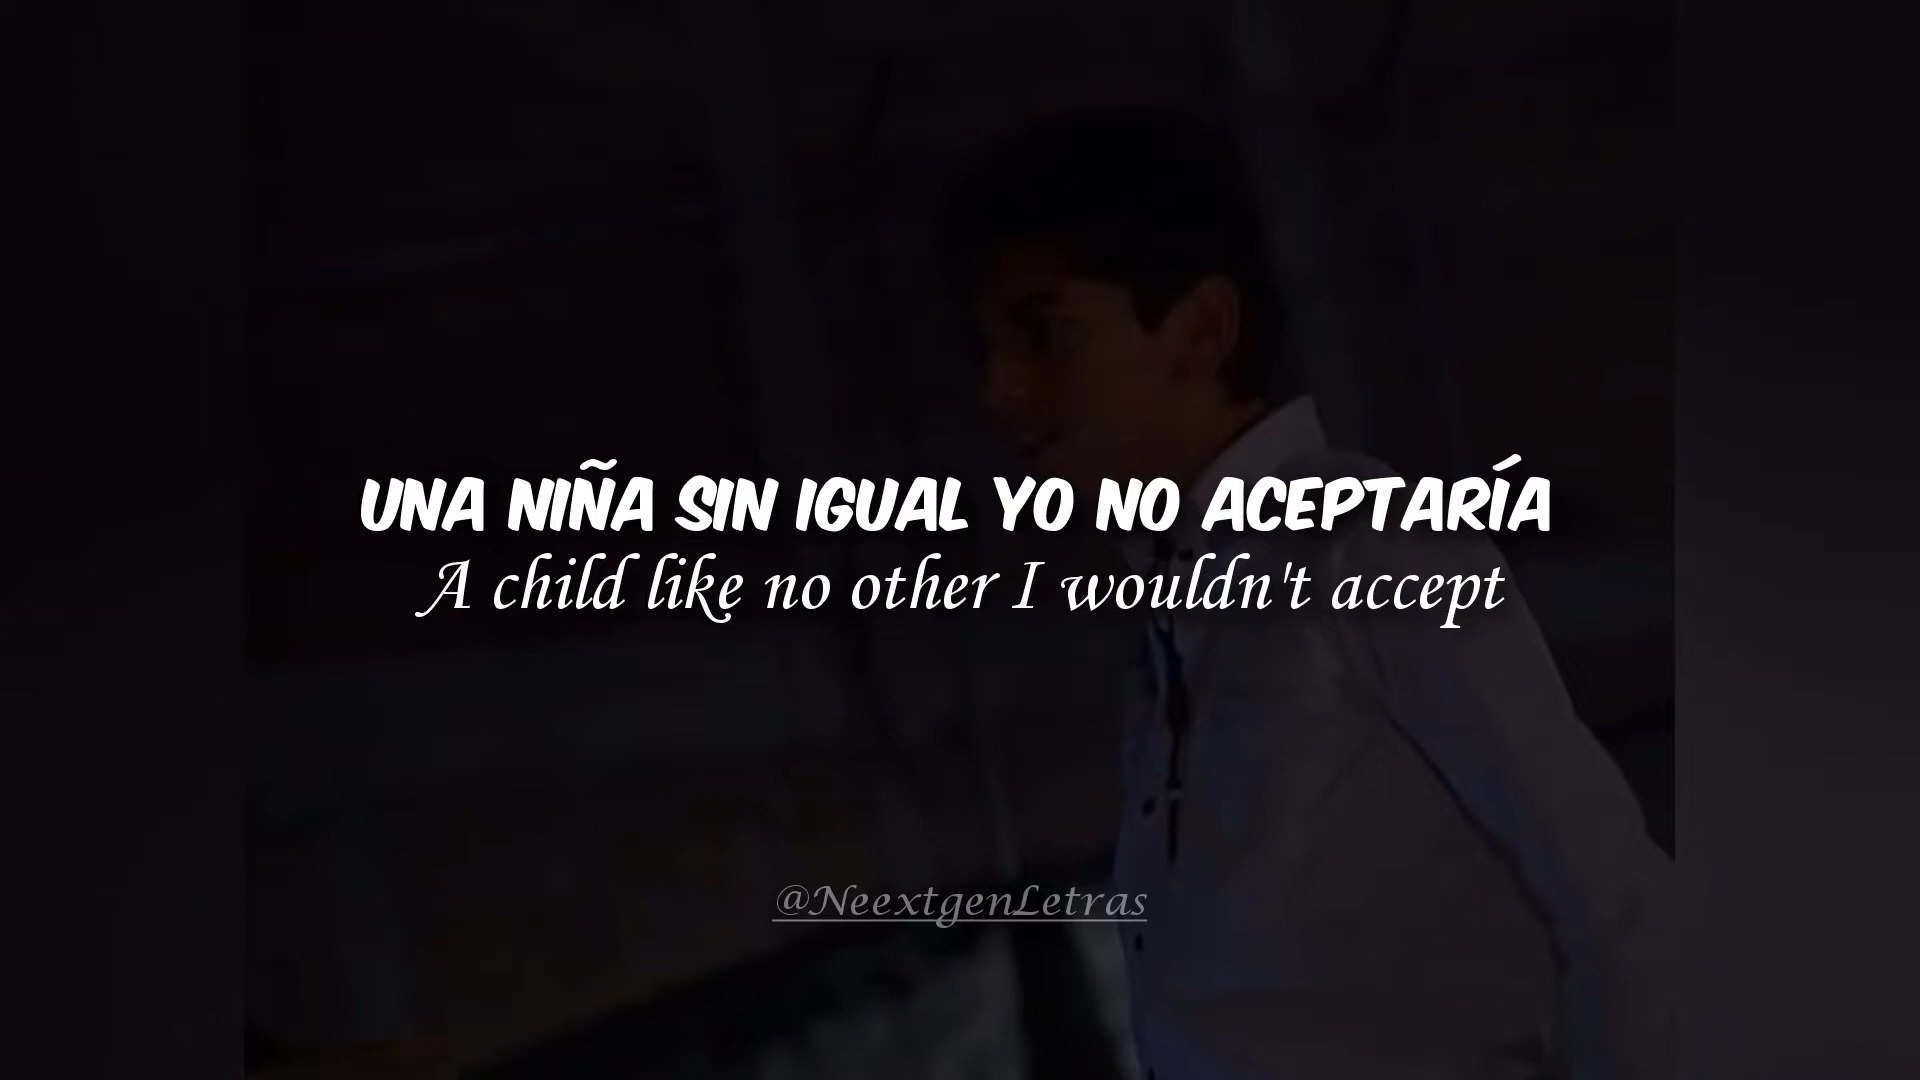 UNA NIÑA SIN IGUAL YO NO ACEPTARÍA
A child like no other I wouldn't accept
@NeextgenLetras